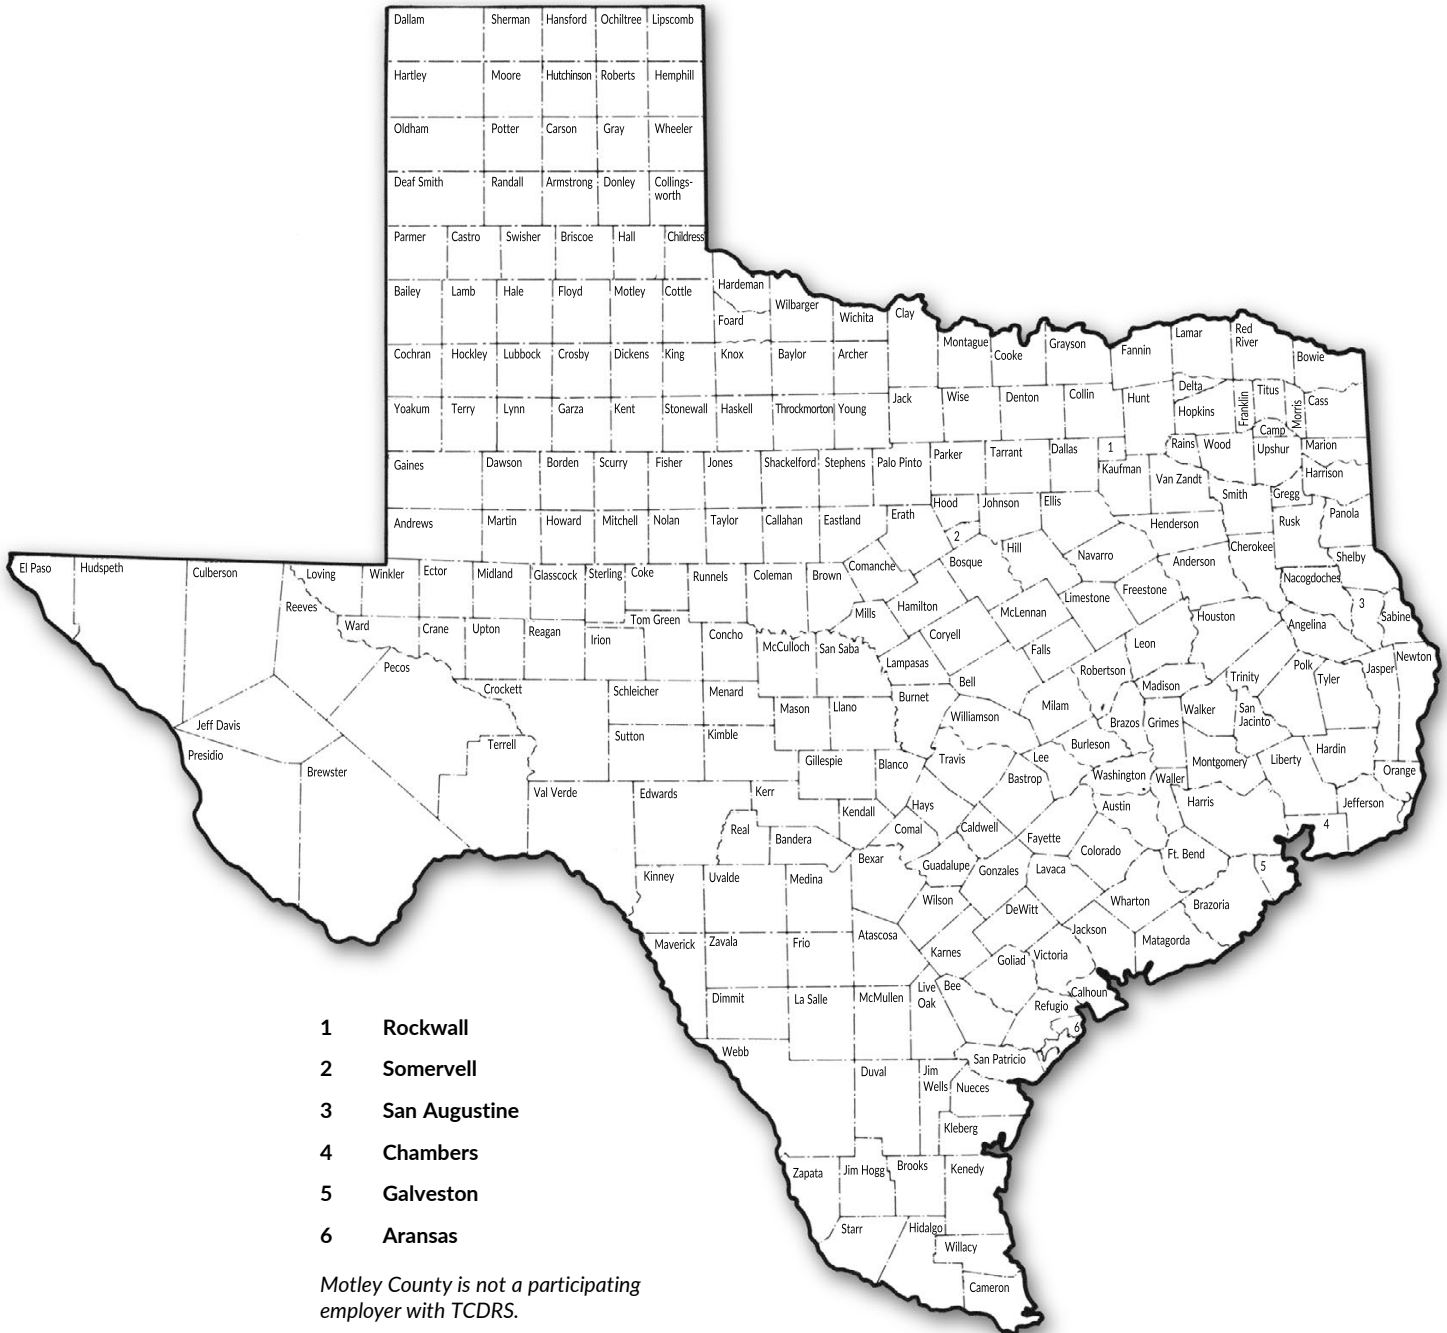 Dallam Sherman Hansford Ochiltree Lipscomb
Hartley Moore Hutchinson Roberts Hemphill
Oldham Potter Carson Gray Wheeler
Deaf Smith Randall Armstrong Donley Collings-
worth
Parmer Castro Swisher Briscoe Hall Childress
Hardeman
Bailey Lamb Hale Floyd Motley Cottle
Wilbarger
Clay
Foard Wichita
Red
River
Lamar
Montague Grayson
Cochran Hockley Lubbock Crosby Dickens King Knox Baylor Archer Cooke Fannin Bowie
Delta Titus
Jack Wise Denton Collin Hunt Franklin Morris Cass
Yoakum Terry Lynn Garza Kent Stonewall Haskell Throckmorton Young Hopkins
Camp
Rains Wood Upshur Marion
Gaines Dawson Borden Scurry Fisher Jones Shackelford Stephens Palo Pinto Parker Tarrant Dallas 1
Kaufman Van Zandt Harrison
Smith Gregg
Hood Johnson Ellis
Andrews Martin Howard Mitchell Nolan Taylor Callahan Eastland Erath Henderson Rusk Panola
2
Hill Navarro Cherokee Shelby
El Paso Hudspeth Culberson Loving Winkler Ector Midland Glasscock Sterling Coke Runnels Coleman Brown Comanche Bosque Anderson Nacogdoches
Reeves Mills Hamilton McLennan Limestone Freestone 3 Sabine
Ward Crane Upton Reagan Irion Tom Green Concho Coryell Houston Angelina
McCulloch San Saba Falls Leon
Pecos Lampasas Robertson Polk Jasper Newton
Crockett Schleicher Menard Burnet Bell Madison Trinity Tyler
Mason Llano Williamson Milam Walker San
Jacinto
Jeff Davis Brazos Grimes
Presidio Terrell Sutton Kimble Burleson Hardin
Gillespie Blanco Travis Lee Montgomery Liberty
Brewster Bastrop Washington Waller Orange
Val Verde Edwards Kerr Austin Harris Jefferson
Kendall Hays
Real Bandera Comal Caldwell Fayette 4
Bexar Guadalupe Gonzales Lavaca Colorado Ft. Bend 5
Kinney Uvalde Medina
Wilson DeWitt Wharton Brazoria
Maverick Zavala Frio Atascosa Jackson Matagorda
Karnes Goliad Victoria
Dimmit La Salle McMullen Live
Oak Bee Calhoun
Refugio
6
Webb San Patricio
Duval Jim
Wells Nueces
Kleberg
Zapata Jim Hogg Brooks Kenedy
Starr Hidalgo
Willacy
Cameron
1 Rockwall
2 Somervell
3 San Augustine
4 Chambers
5 Galveston
6 Aransas
Motley County is not a participating
employer with TCDRS.